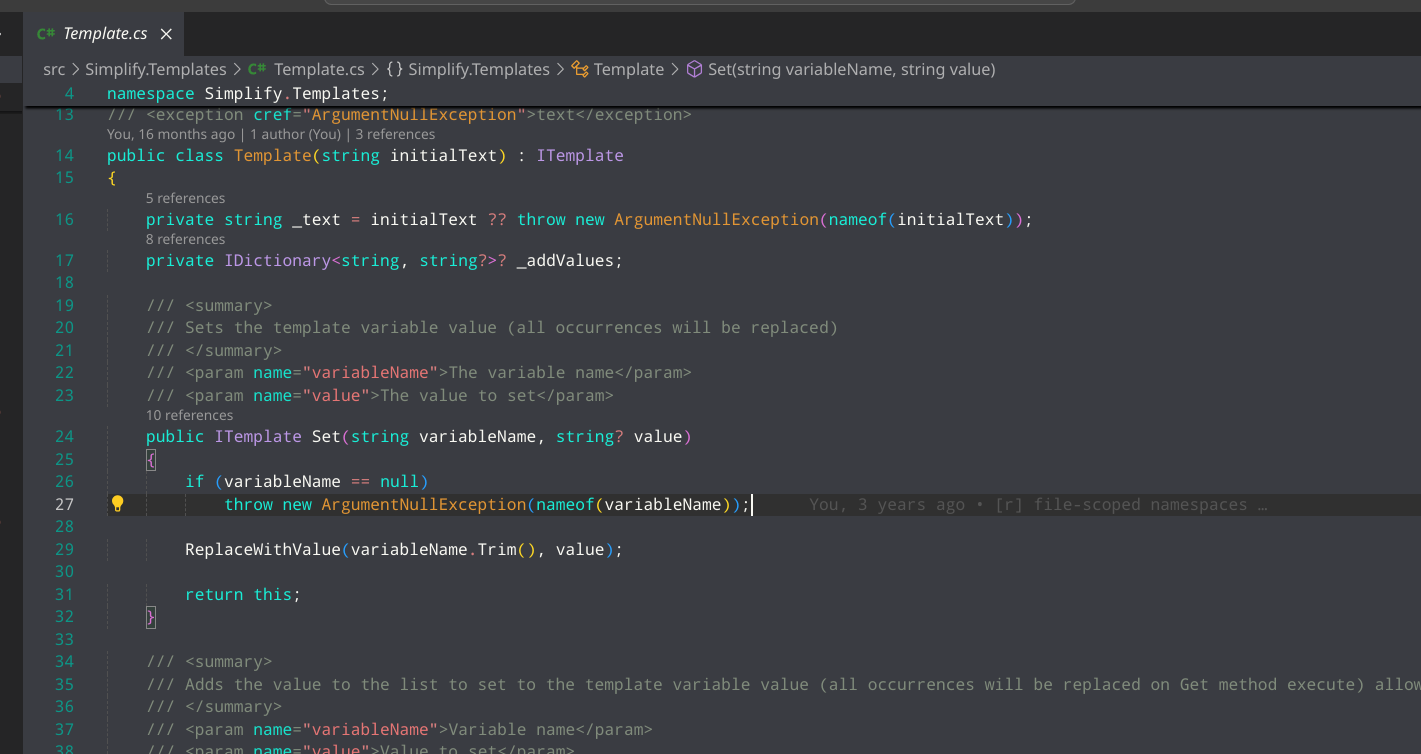 C# Template.cs ×
src > Simplify.Templates > C# Template.cs > {} Simplify.Templates > Template > Set(string variableName, string value)
4 namespace Simplify.Templates;
13 /// <exception cref="ArgumentNullException">text</exception>
You, 16 months ago | 1 author (You) | 3 references
14 public class Template(string initialText) : ITemplate
15 {
5 references
16 private string _text = initialText ?? throw new ArgumentNullException(nameof(initialText));
8 references
17 private IDictionary<string, string?>? _addValues;
18
19 /// <summary>
20 /// Sets the template variable value (all occurrences will be replaced)
21 /// </summary>
22 /// <param name="variableName">The variable name</param>
23 /// <param name="value">The value to set</param>
10 references
24 public ITemplate Set(string variableName, string? value)
25 {
26 if (variableName == null)
27 throw new ArgumentNullException(nameof(variableName)); You, 3 years ago • [r] file-scoped namespaces …
28
29 ReplaceWithValue(variableName.Trim(), value);
30
31 return this;
32 }
33
34 /// <summary>
35 /// Adds the value to the list to set to the template variable value (all occurrences will be replaced on Get method execute) allow
36 /// </summary>
37 /// <param name="variableName">Variable name</param>
38 /// <param name="value">Value to set</param>